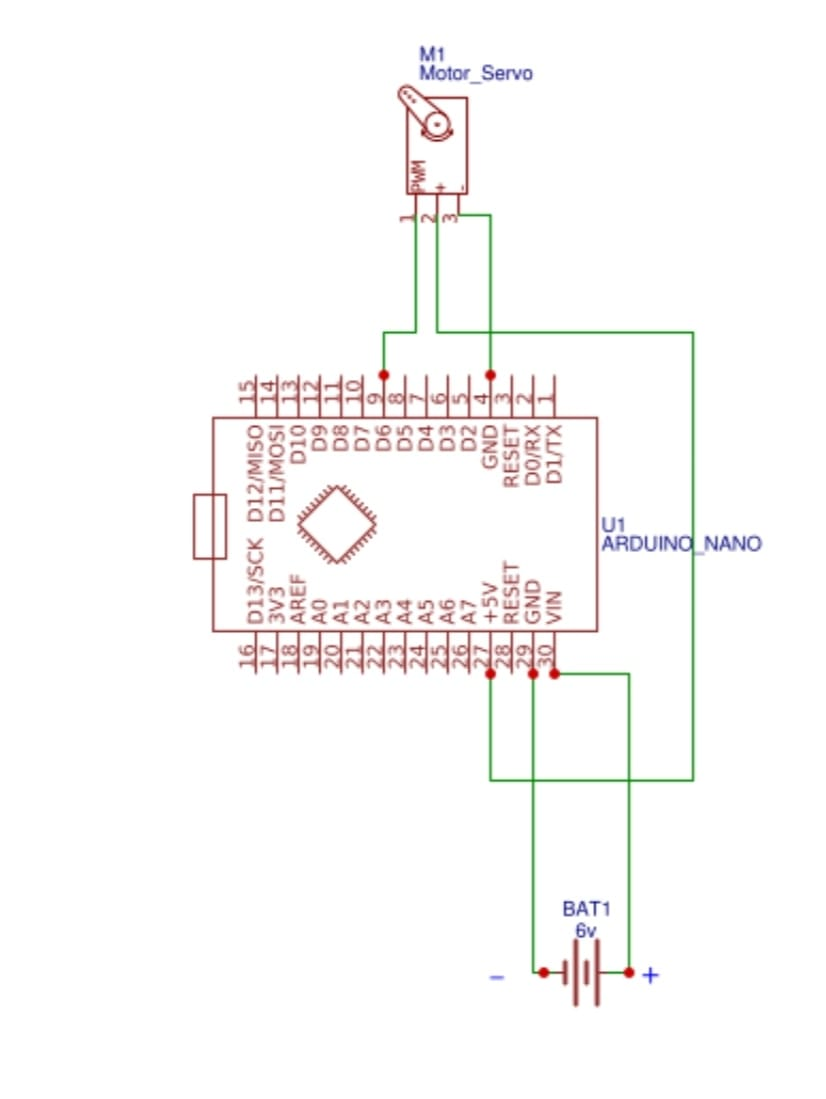 M1
Motor_Servo
PWM
+
-
1
2
3
15
14
13
12
11
10
9
8
7
6
5
4
3
2
1
D12/MISO
D11/MOSI
D10
D9
D8
D7
D6
D5
D4
D3
D2
GND
RESET
D0/RX
D1/TX
U1
ARDUINO_NANO
D13/SCK
3V3
AREF
A0
A1
A2
A3
A4
A5
A6
A7
+5V
RESET
GND
VIN
16
17
18
19
20
21
22
23
24
25
26
27
28
29
30
BAT1
6v
− +